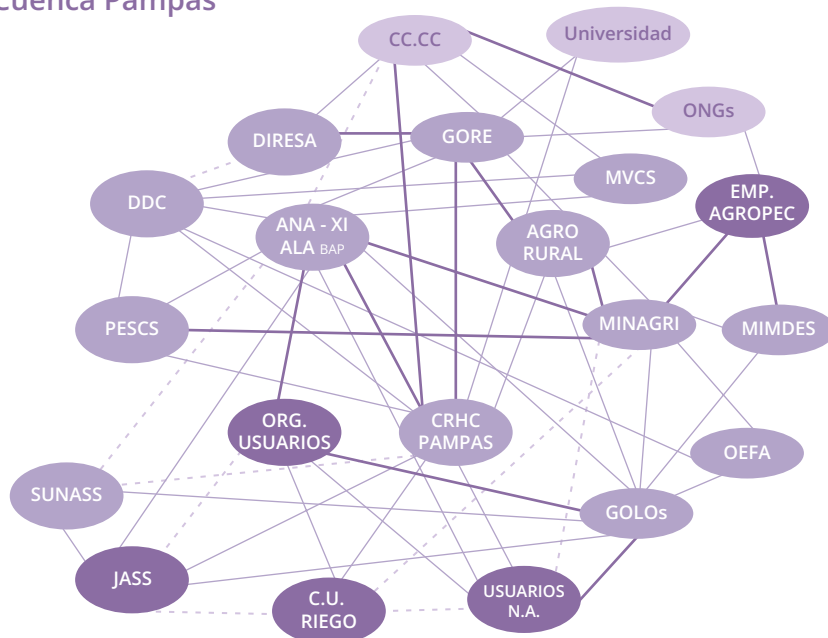 Cuenca Pampas
CC.CC
Universidad
ONGs
DIRESA
GORE
MVCS
EMP.
AGROPEC
DDC
ANA - XI
ALA BAP
AGRO
RURAL
PESCS
MINAGRI
MIMDES
ORG.
USUARIOS
CRHC
PAMPAS
OEFA
SUNASS
GOLOs
JASS
C.U.
RIEGO
USUARIOS
N.A.